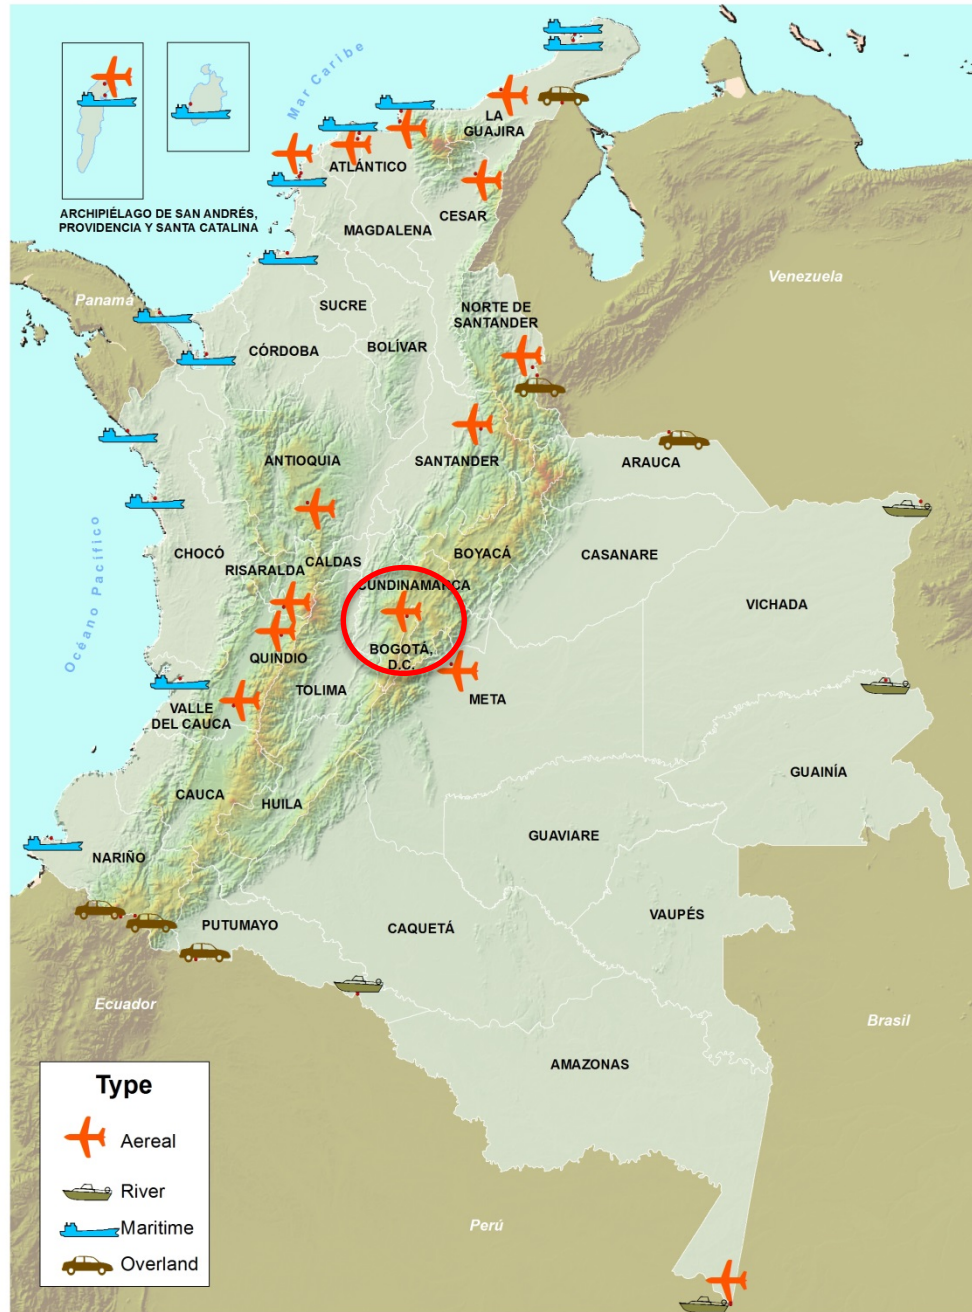 Mar Caribe
LA
GUAJIRA
ATLÁNTICO
ARCHIPIÉLAGO DE SAN ANDRÉS,
PROVIDENCIA Y SANTA CATALINA
CESAR
MAGDALENA
Panamá
Venezuela
SUCRE
NORTE DE
SANTANDER
CÓRDOBA
BOLÍVAR
ANTIOQUIA
SANTANDER
ARAUCA
Océano Pacífico
CHOCÓ
RISARALDA
CALDAS
BOYACÁ
CASANARE
CUNDINAMARCA
VICHADA
BOGOTÁ,
D.C.
QUINDIO
TOLIMA
META
VALLE
DEL CAUCA
GUAINÍA
CAUCA
HUILA
GUAVIARE
NARIÑO
VAUPÉS
PUTUMAYO
CAQUETÁ
Ecuador
Brasil
AMAZONAS
Perú
Type
Aereal
River
Maritime
Overland